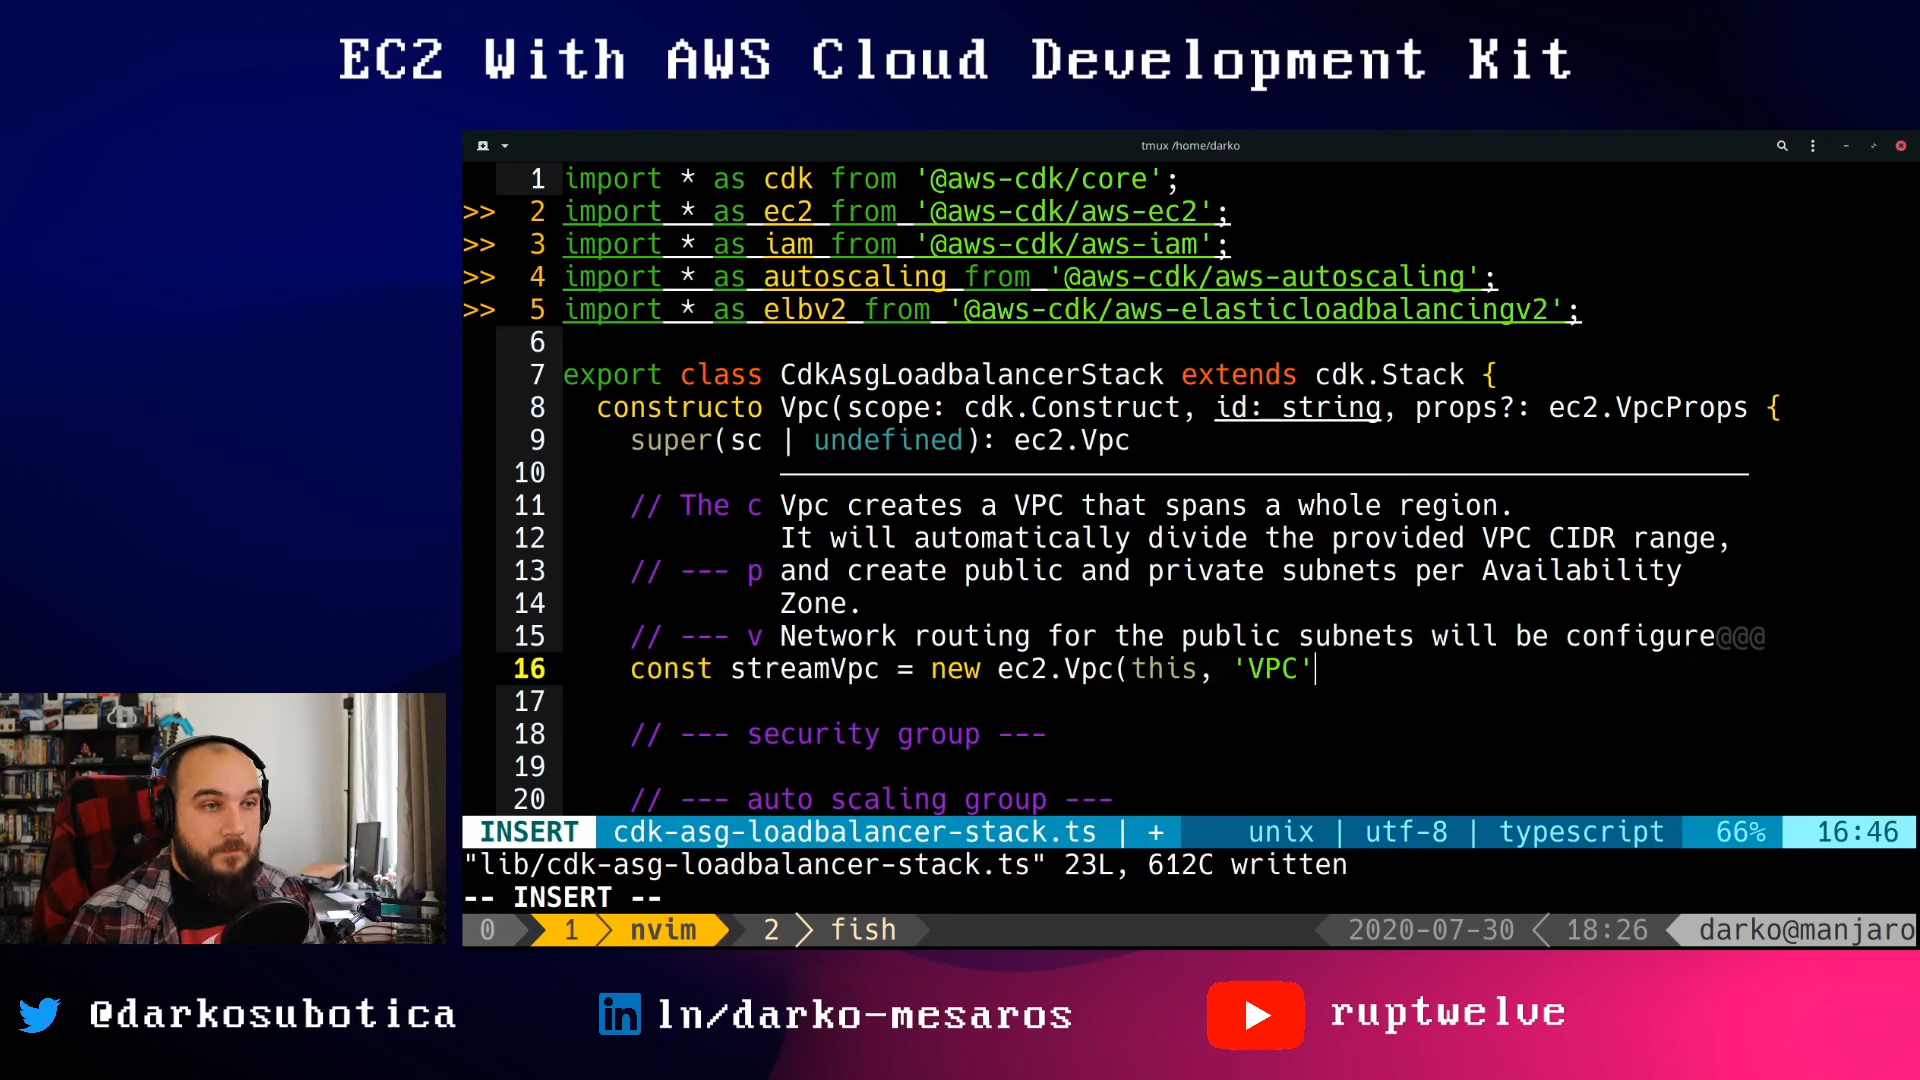 EC2 With AWS Cloud Development Kit
tmux /home/darko
1 import * as cdk from '@aws-cdk/core';
>> 2 import * as ec2 from '@aws-cdk/aws-ec2';
>> 3 import * as iam from '@aws-cdk/aws-iam';
>> 4 import * as autoscaling from '@aws-cdk/aws-autoscaling';
>> 5 import * as elbv2 from '@aws-cdk/aws-elasticloadbalancingv2';
6
7 export class CdkAsgLoadbalancerStack extends cdk.Stack {
8 constructo Vpc(scope: cdk.Construct, id: string, props?: ec2.VpcProps {
9 super(sc | undefined): ec2.Vpc
10
11 // The c Vpc creates a VPC that spans a whole region.
12 It will automatically divide the provided VPC CIDR range,
13 // --- p and create public and private subnets per Availability
14 Zone.
15 // --- v Network routing for the public subnets will be configure@@@
16 const streamVpc = new ec2.Vpc(this, 'VPC'
17
18 // --- security group ---
19
20 // --- auto scaling group ---
INSERT cdk-asg-loadbalancer-stack.ts | + unix | utf-8 | typescript 66% 16:46
"lib/cdk-asg-loadbalancer-stack.ts" 23L, 612C written
-- INSERT --
0 1 nvim 2 fish 2020-07-30 18:26 darko@manjaro
@darkosubotica in ln/darko-mesaros ruptwelve